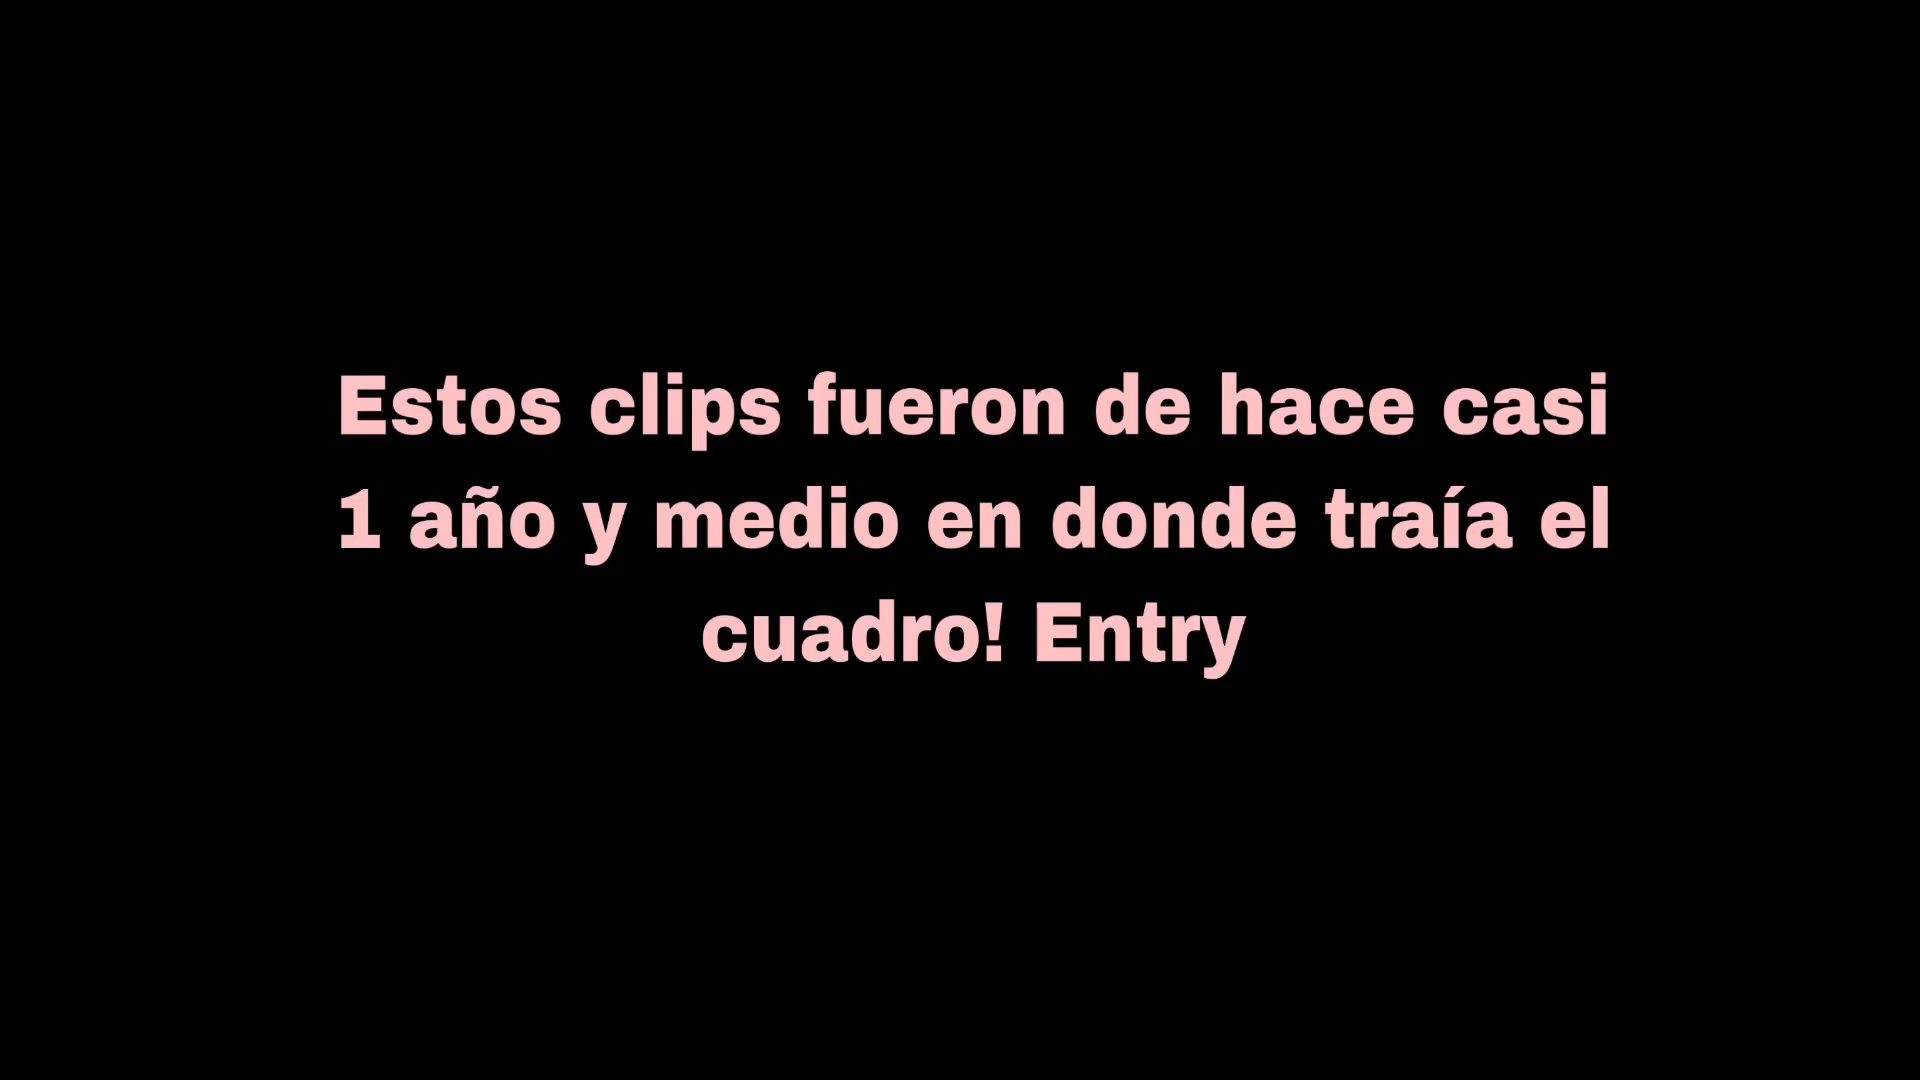 Estos clips fueron de hace casi
1 año y medio en donde traía el
cuadro! Entry